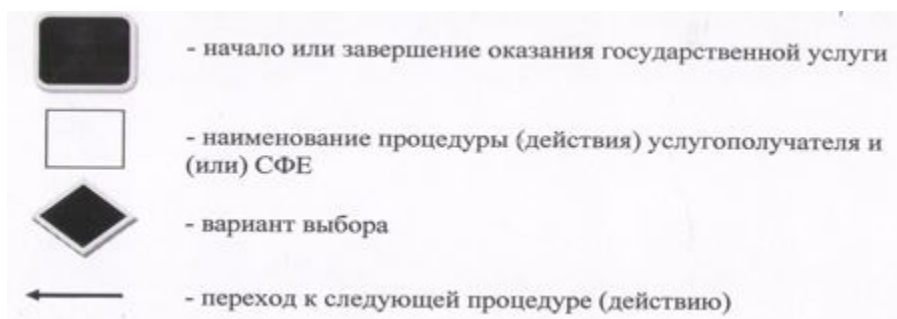 - начало или завершение оказания государственной услуги
- наименование процедуры (действия) услугополучателя и
(или) СФЕ
- вариант выбора
- переход к следующей процедуре (действию)